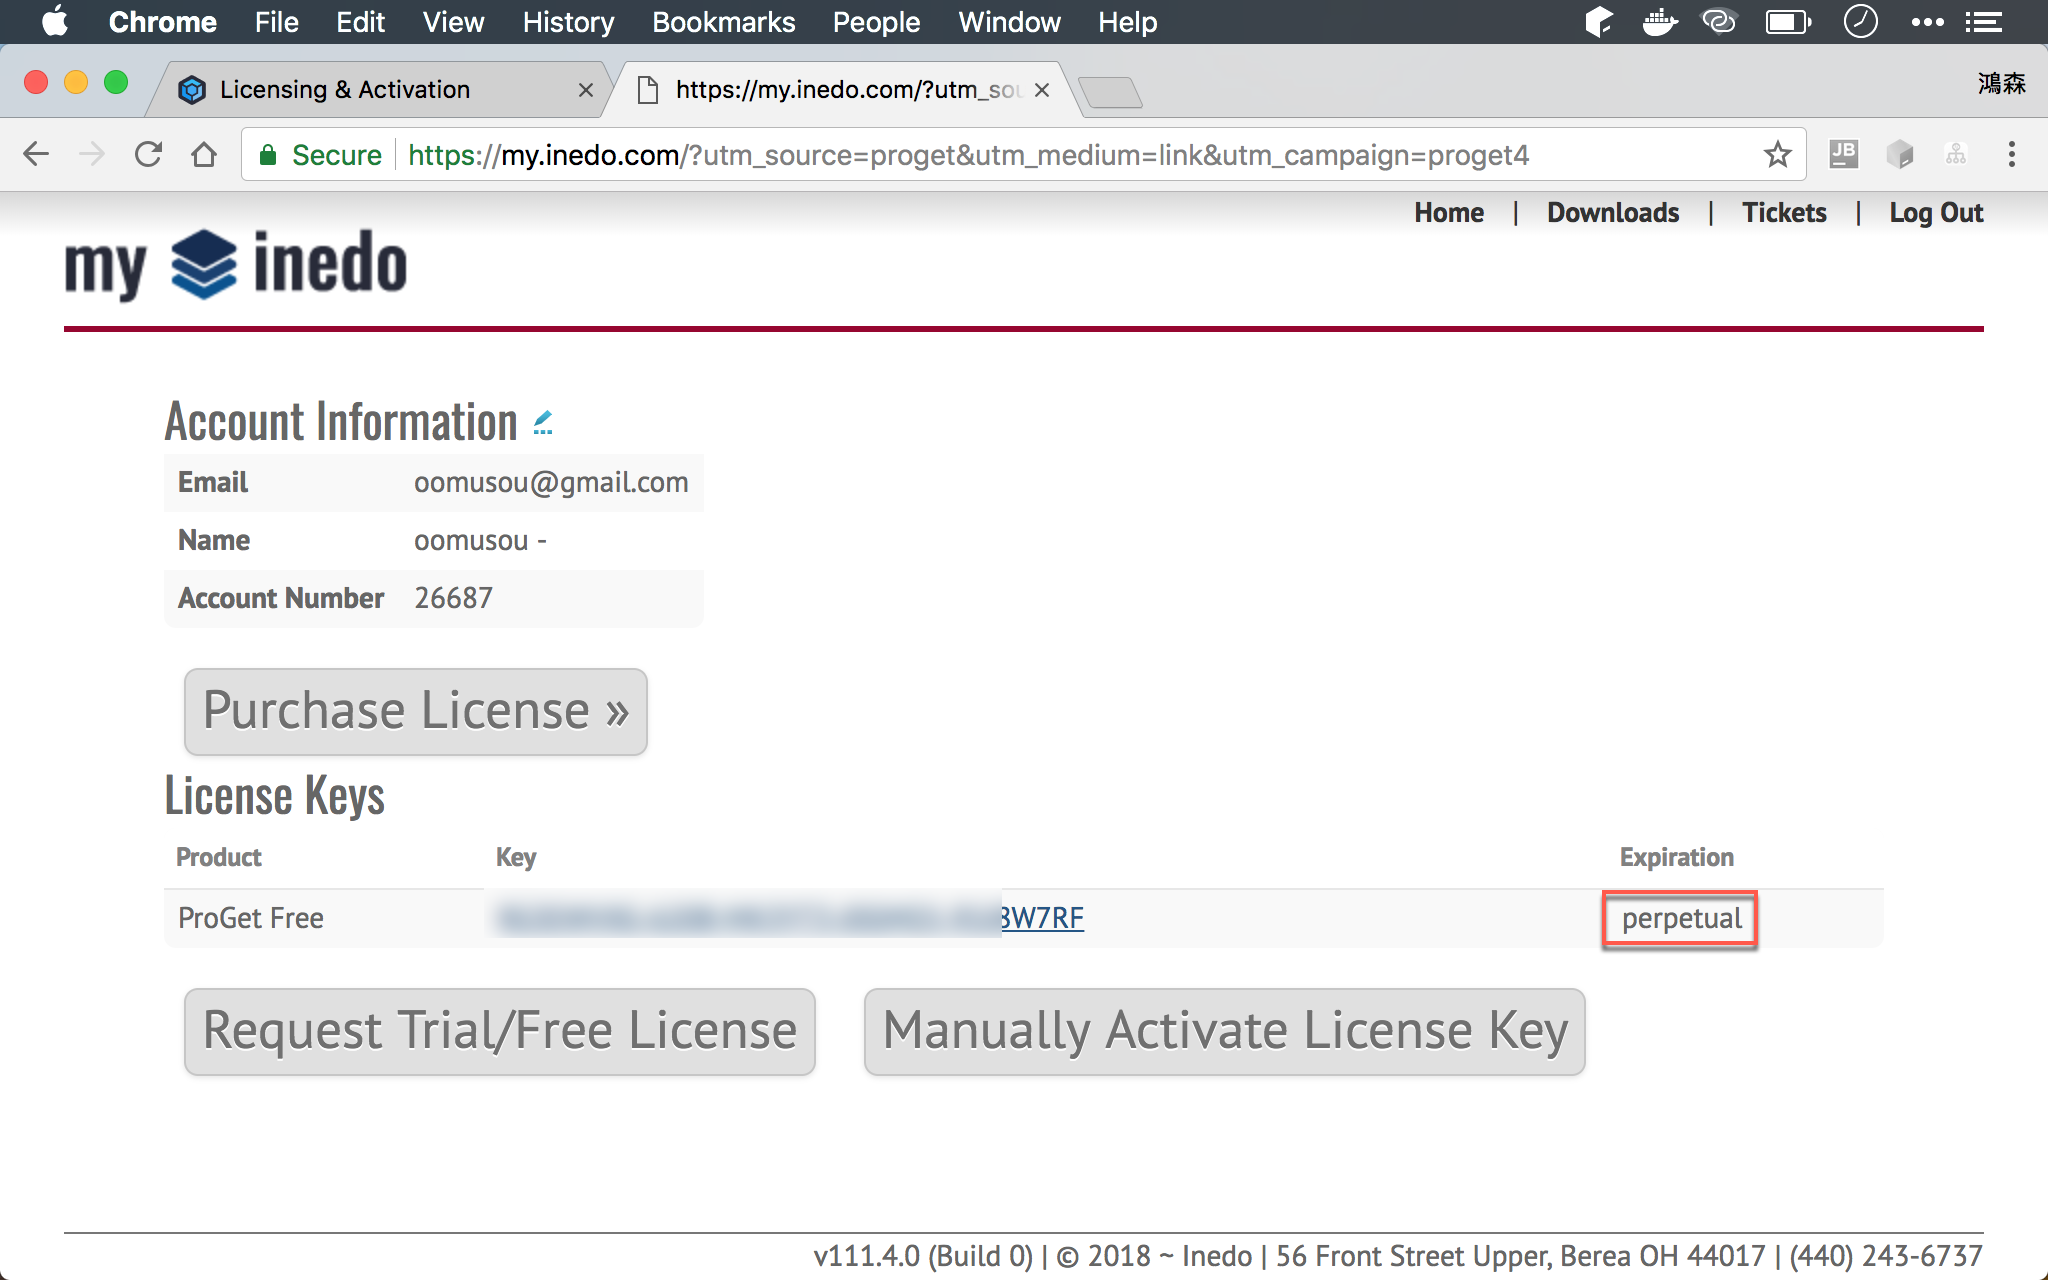 Chrome File Edit View History Bookmarks People Window Help
Licensing & Activation
https://my.inedo.com/?utm_sou
鴻森
Secure https://my.inedo.com/?utm_source=proget&utm_medium=link&utm_campaign=proget4
JB
Home | Downloads | Tickets | Log Out
my inedo
Account Information
Email oomusou@gmail.com
Name oomusou -
Account Number 26687
Purchase License »
License Keys
Product Key Expiration
ProGet Free 8W7RF perpetual
Request Trial/Free License Manually Activate License Key
v111.4.0 (Build 0) | © 2018 ~ Inedo | 56 Front Street Upper, Berea OH 44017 | (440) 243-6737